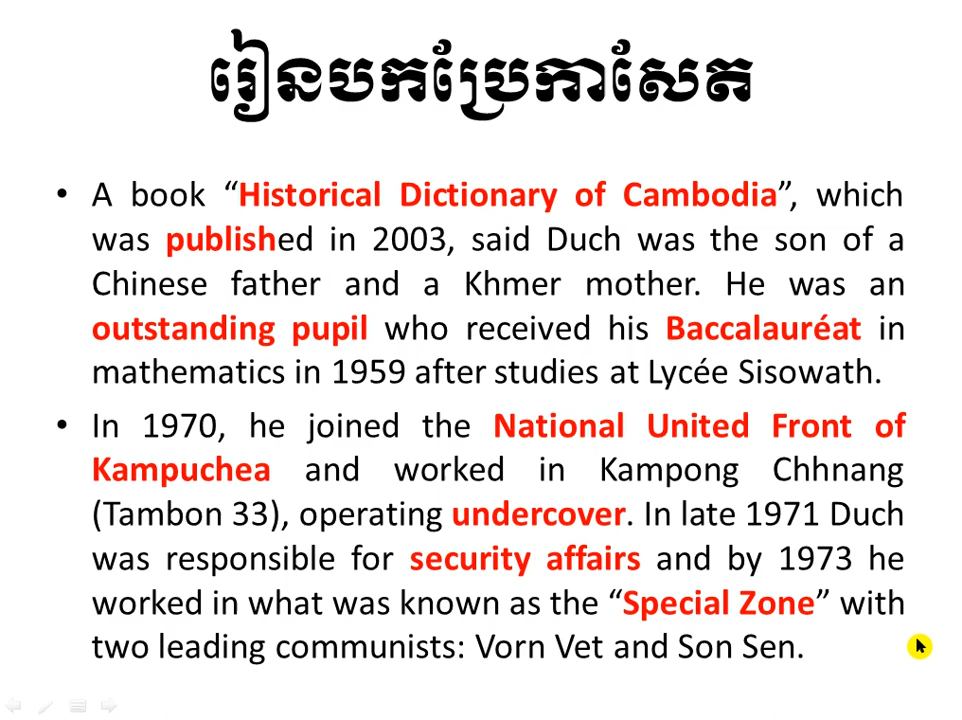 រៀនបកប្រែកាសែត
• A book “Historical Dictionary of Cambodia”, which
was published in 2003, said Duch was the son of a
Chinese father and a Khmer mother. He was an
outstanding pupil who received his Baccalauréat in
mathematics in 1959 after studies at Lycée Sisowath.
• In 1970, he joined the National United Front of
Kampuchea and worked in Kampong Chhnang
(Tambon 33), operating undercover. In late 1971 Duch
was responsible for security affairs and by 1973 he
worked in what was known as the “Special Zone” with
two leading communists: Vorn Vet and Son Sen.